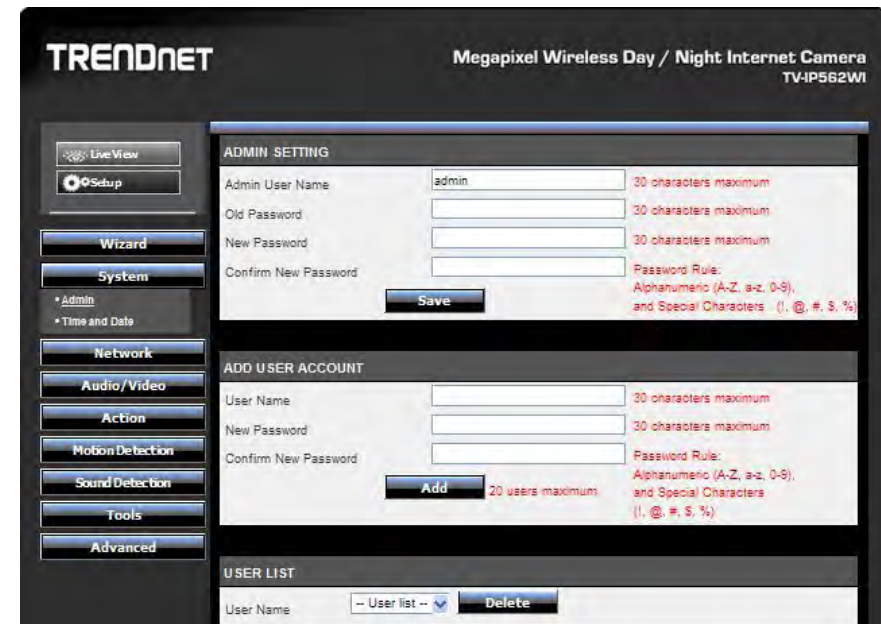 TRENDnet
Megapixel Wireless Day / Night Internet Camera
TV-IP562WI
Live View
Setup
Wizard
System
Admin
Time and Date
Network
Audio/Video
Action
Motion Detection
Sound Detection
Tools
Advanced
ADMIN SETTING
Admin User Name
admin
30 characters maximum
Old Password
30 characters maximum
New Password
30 characters maximum
Confirm New Password
Password Rule:
Alphanumeric (A-Z, a-z, 0-9),
and Special Characters (!, @, #, $, %)
Save
ADD USER ACCOUNT
User Name
30 characters maximum
New Password
30 characters maximum
Confirm New Password
Password Rule:
Alphanumeric (A-Z, a-z, 0-9),
and Special Characters
(!, @, #, $, %)
Add
20 users maximum
USER LIST
User Name
-- User list --
Delete